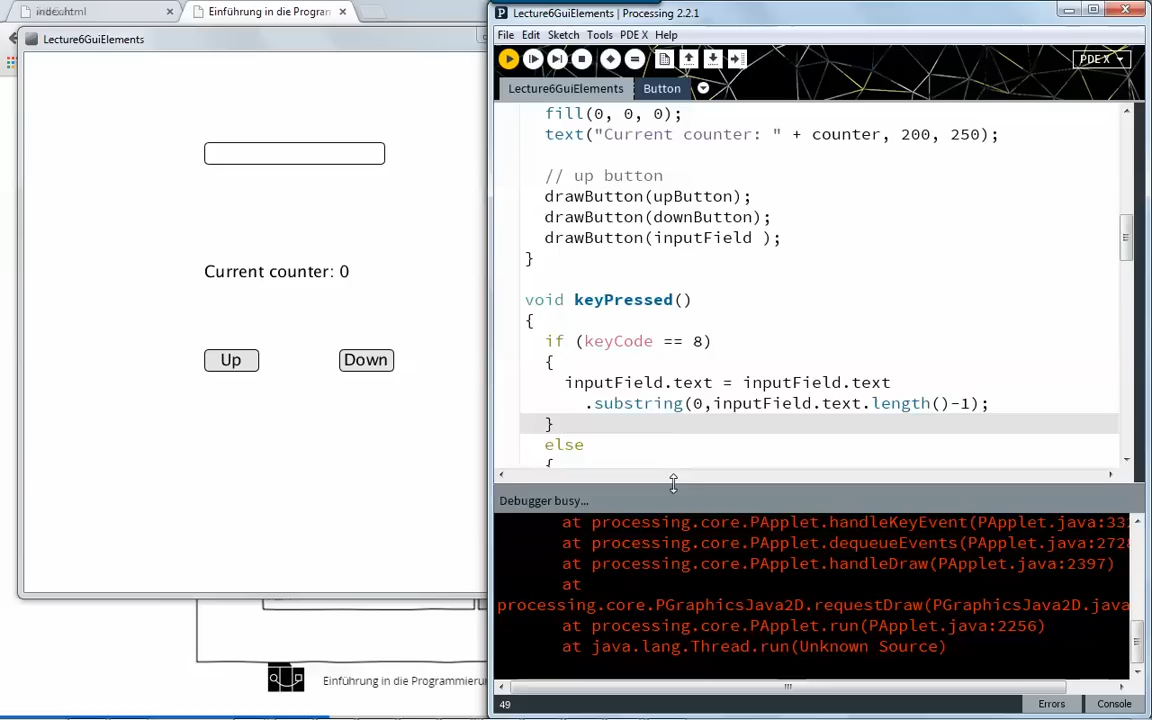 index.html
Einführung in die Program
Lecture6GuiElements
Current counter: 0
Up
Down
Einführung in die Programmierun
Lecture6GuiElements | Processing 2.2.1
File Edit Sketch Tools PDE X Help
PDE X
Lecture6GuiElements
Button
fill(0, 0, 0);
text("Current counter: " + counter, 200, 250);
// up button
drawButton(upButton);
drawButton(downButton);
drawButton(inputField );
}
void keyPressed()
{
if (keyCode == 8)
{
inputField.text = inputField.text
.substring(0,inputField.text.length()-1);
}
else
{
Debugger busy...
at processing.core.PApplet.handleKeyEvent(PApplet.java:331
at processing.core.PApplet.dequeueEvents(PApplet.java:2728
at processing.core.PApplet.handleDraw(PApplet.java:2397)
at
processing.core.PGraphicsJava2D.requestDraw(PGraphicsJava2D.java
at processing.core.PApplet.run(PApplet.java:2256)
at java.lang.Thread.run(Unknown Source)
49
Errors
Console